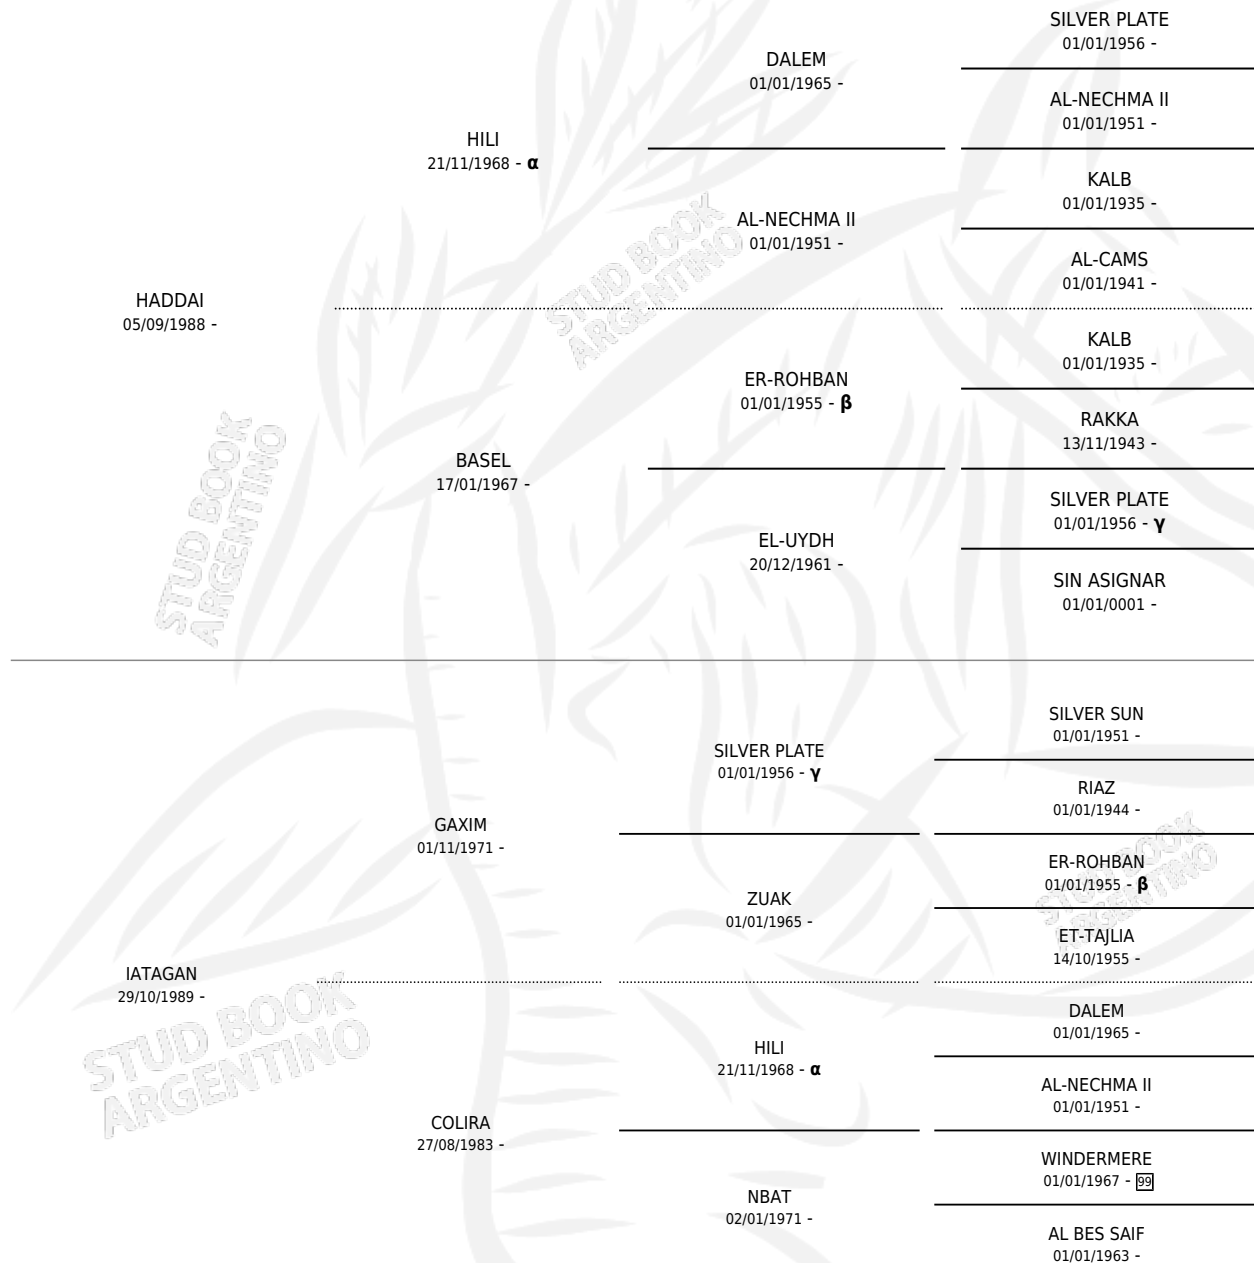 SILVER PLATE
01/01/1956 -
DALEM
01/01/1965 -
AL-NECHMA II
01/01/1951 -
HILI
21/11/1968 - α
KALB
01/01/1935 -
AL-NECHMA II
01/01/1951 -
AL-CAMS
01/01/1941 -
HADDAI
05/09/1988 -
KALB
01/01/1935 -
ER-ROHBAN
01/01/1955 - β
RAKKA
13/11/1943 -
BASEL
17/01/1967 -
SILVER PLATE
01/01/1956 - γ
EL-UYDH
20/12/1961 -
SIN ASIGNAR
01/01/0001 -
STUD BOOK
ARGENTINO
STUD BOOK
ARGENTINO
SILVER SUN
01/01/1951 -
SILVER PLATE
01/01/1956 - γ
RIAZ
01/01/1944 -
GAXIM
01/11/1971 -
ER-ROHBAN
01/01/1955 - β
ZUAK
01/01/1965 -
ET-TAJLIA
14/10/1955 -
IATAGAN
29/10/1989 -
DALEM
01/01/1965 -
HILI
21/11/1968 - α
AL-NECHMA II
01/01/1951 -
COLIRA
27/08/1983 -
WINDERMERE
01/01/1967 - 99
NBAT
02/01/1971 -
AL BES SAIF
01/01/1963 -
STUD BOOK
ARGENTINO
STUD BOOK
ARGENTINO